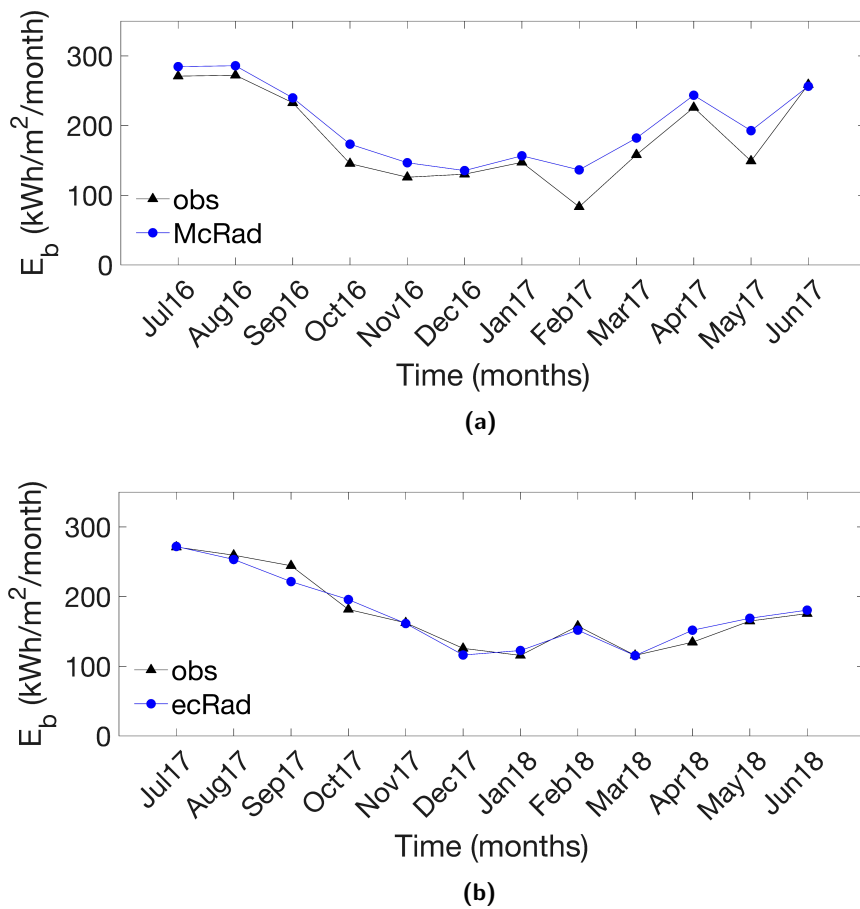 E_b (kWh/m²/month)
300
200
100
0
obs
McRad
Jul16
Aug16
Sep16
Oct16
Nov16
Dec16
Jan17
Feb17
Mar17
Apr17
May17
Jun17
Time (months)
(a)
E_b (kWh/m²/month)
300
200
100
0
obs
ecRad
Jul17
Aug17
Sep17
Oct17
Nov17
Dec17
Jan18
Feb18
Mar18
Apr18
May18
Jun18
Time (months)
(b)